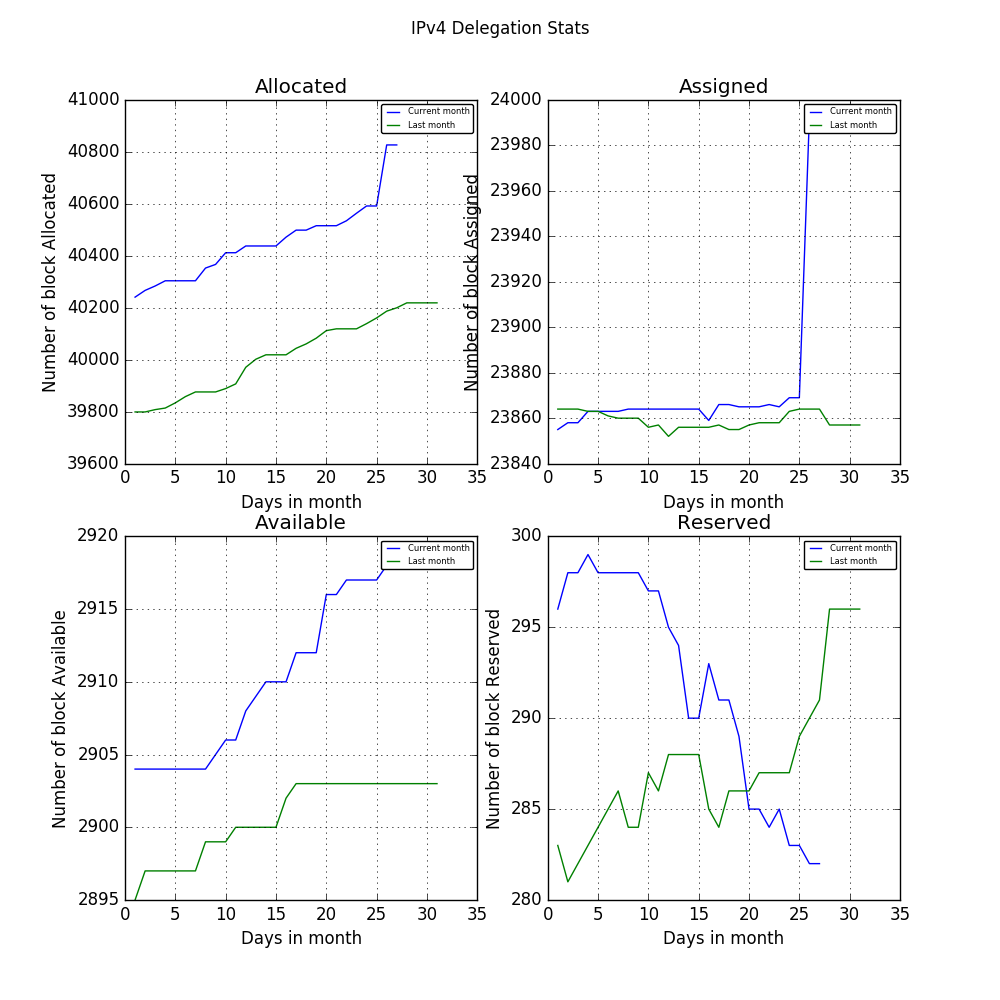 IPv4 Delegation Stats
Allocated
Number of block Allocated
41000
40800
40600
40400
40200
40000
39800
39600
0 5 10 15 20 25 30 35
Days in month
Current month
Last month
Assigned
Number of block Assigned
24000
23980
23960
23940
23920
23900
23880
23860
23840
0 5 10 15 20 25 30 35
Days in month
Current month
Last month
Available
Number of block Available
2920
2915
2910
2905
2900
2895
0 5 10 15 20 25 30 35
Days in month
Current month
Last month
Reserved
Number of block Reserved
300
295
290
285
280
0 5 10 15 20 25 30 35
Days in month
Current month
Last month